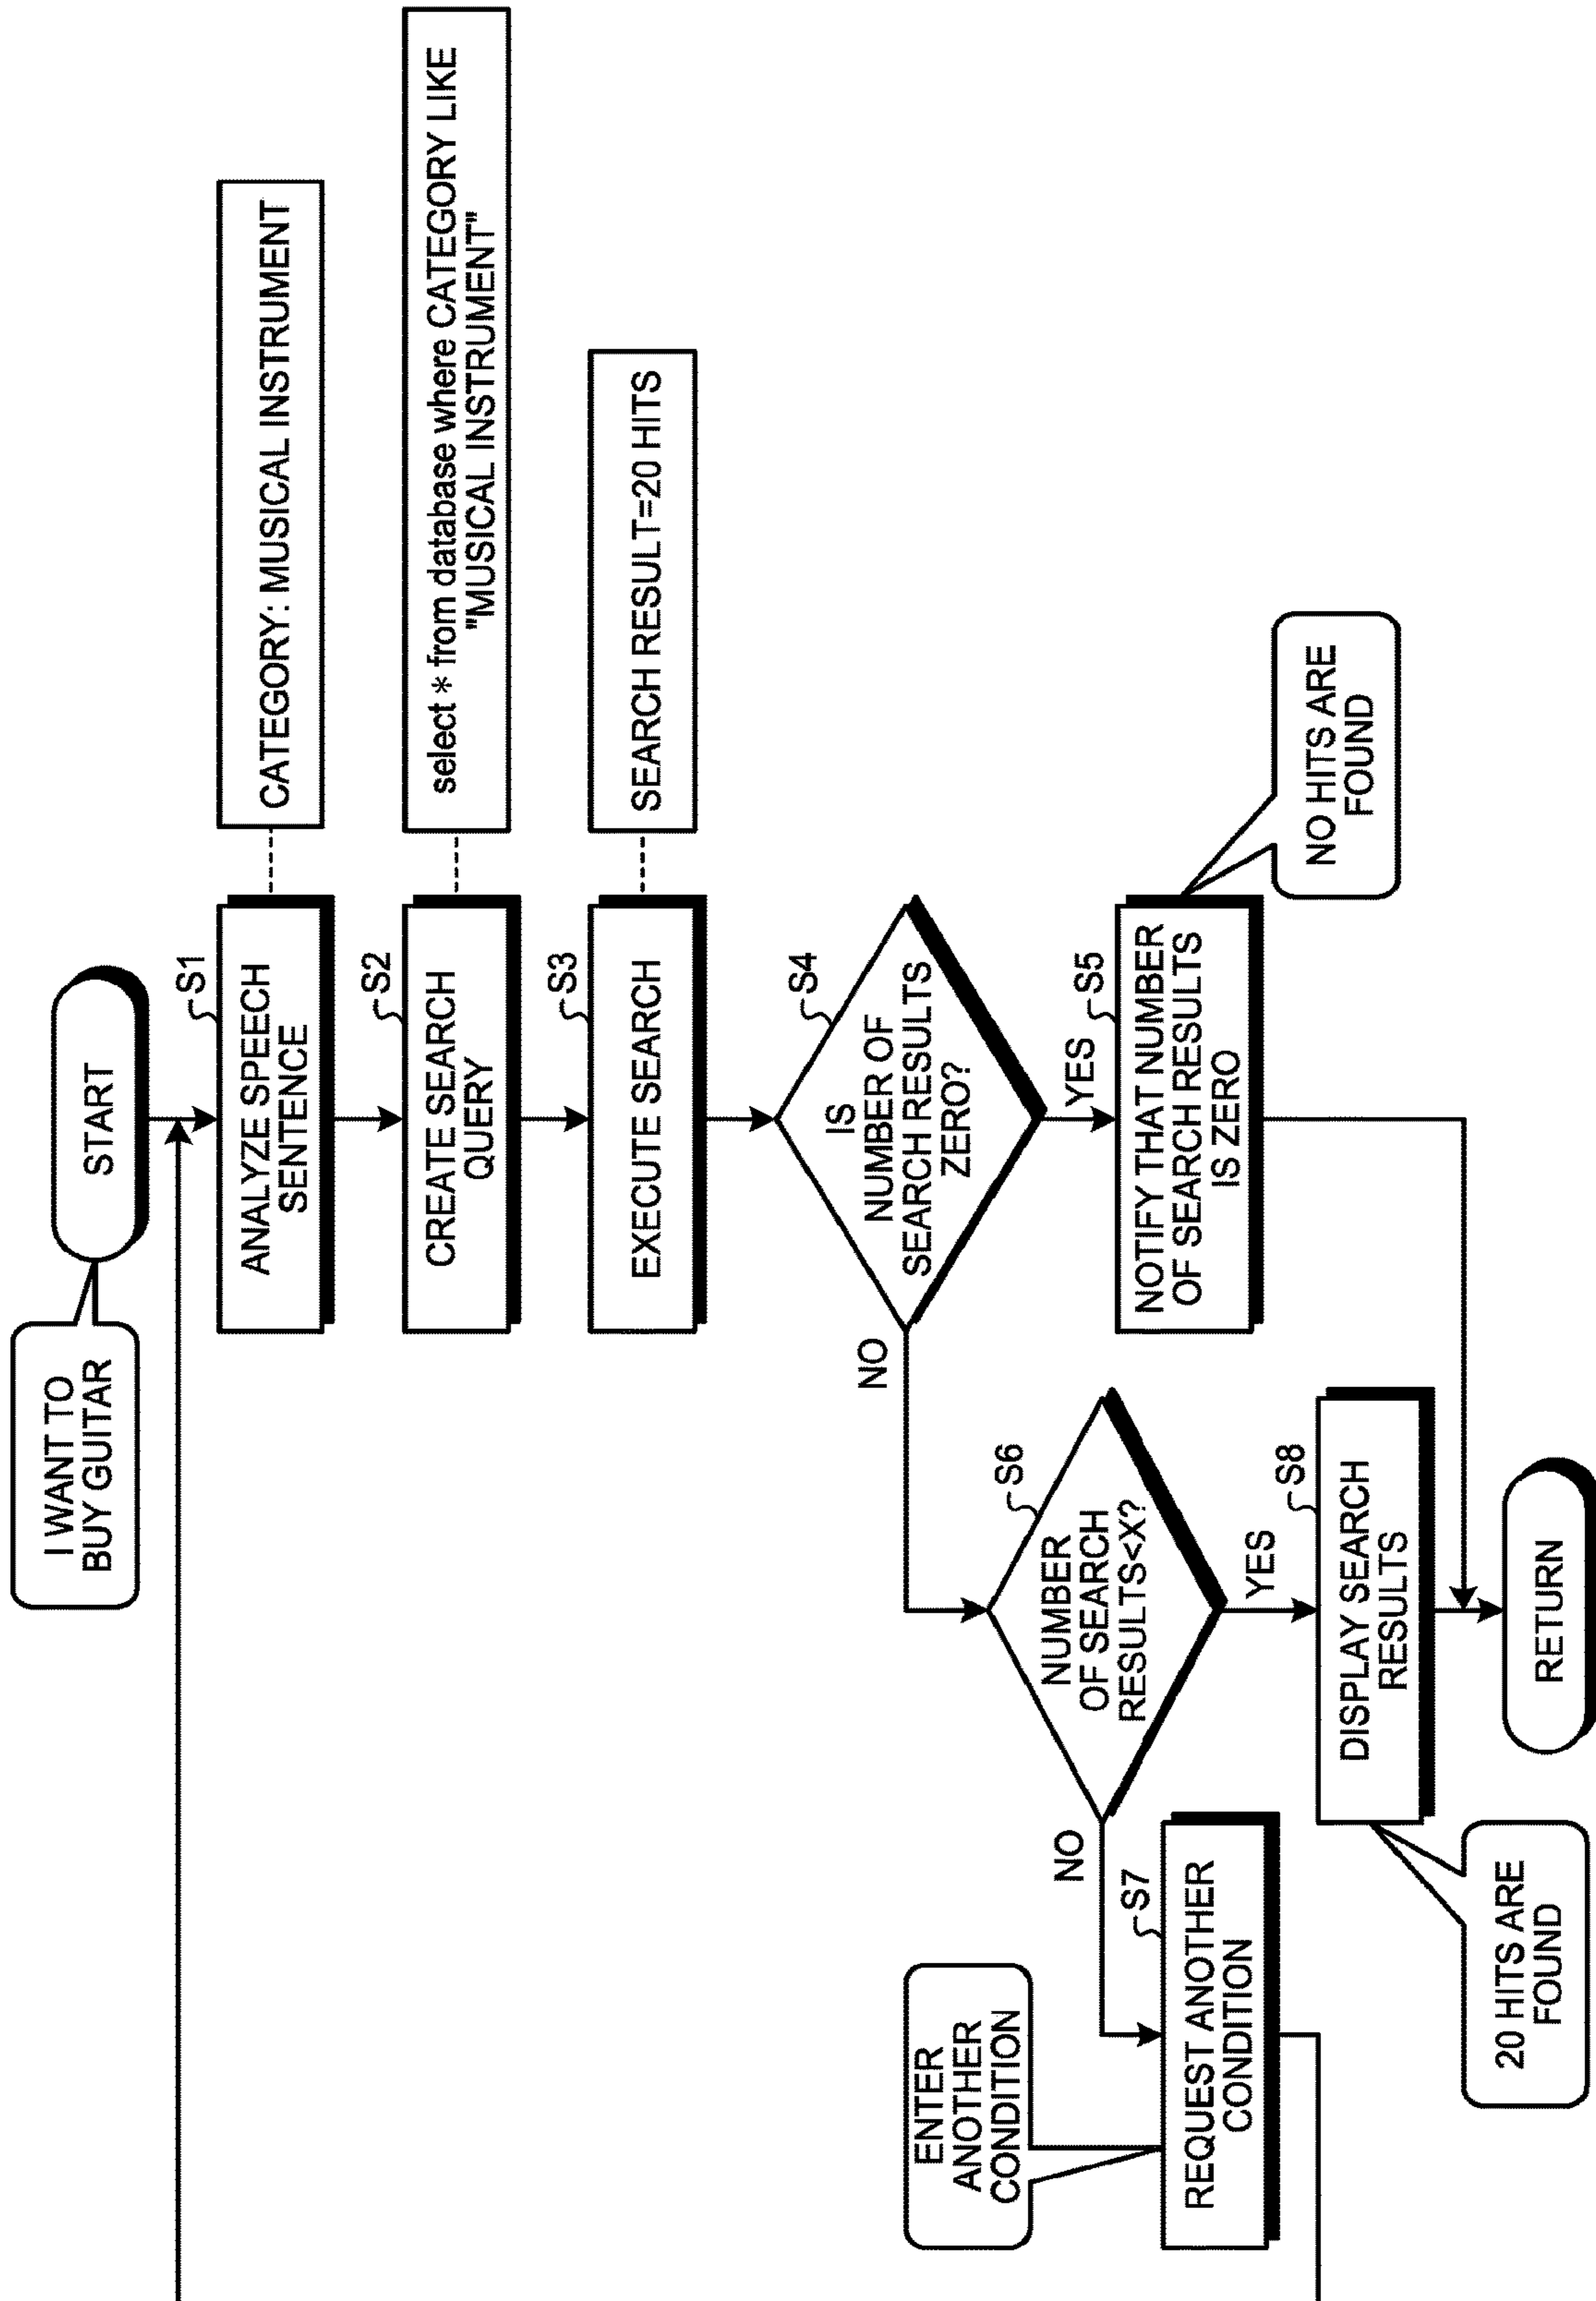 I WANT TO
BUY GUITAR
START
S1
ANALYZE SPEECH
SENTENCE
CATEGORY: MUSICAL INSTRUMENT
S2
CREATE SEARCH
QUERY
select * from database where CATEGORY LIKE
"MUSICAL INSTRUMENT"
S3
EXECUTE SEARCH
SEARCH RESULT=20 HITS
S4
IS
NUMBER OF
SEARCH RESULTS
ZERO?
NO
YES
S5
NOTIFY THAT NUMBER
OF SEARCH RESULTS
IS ZERO
NO HITS ARE
FOUND
S6
NUMBER
OF SEARCH
RESULTS<X?
NO
YES
ENTER
ANOTHER
CONDITION
S7
REQUEST ANOTHER
CONDITION
S8
DISPLAY SEARCH
RESULTS
20 HITS ARE
FOUND
RETURN